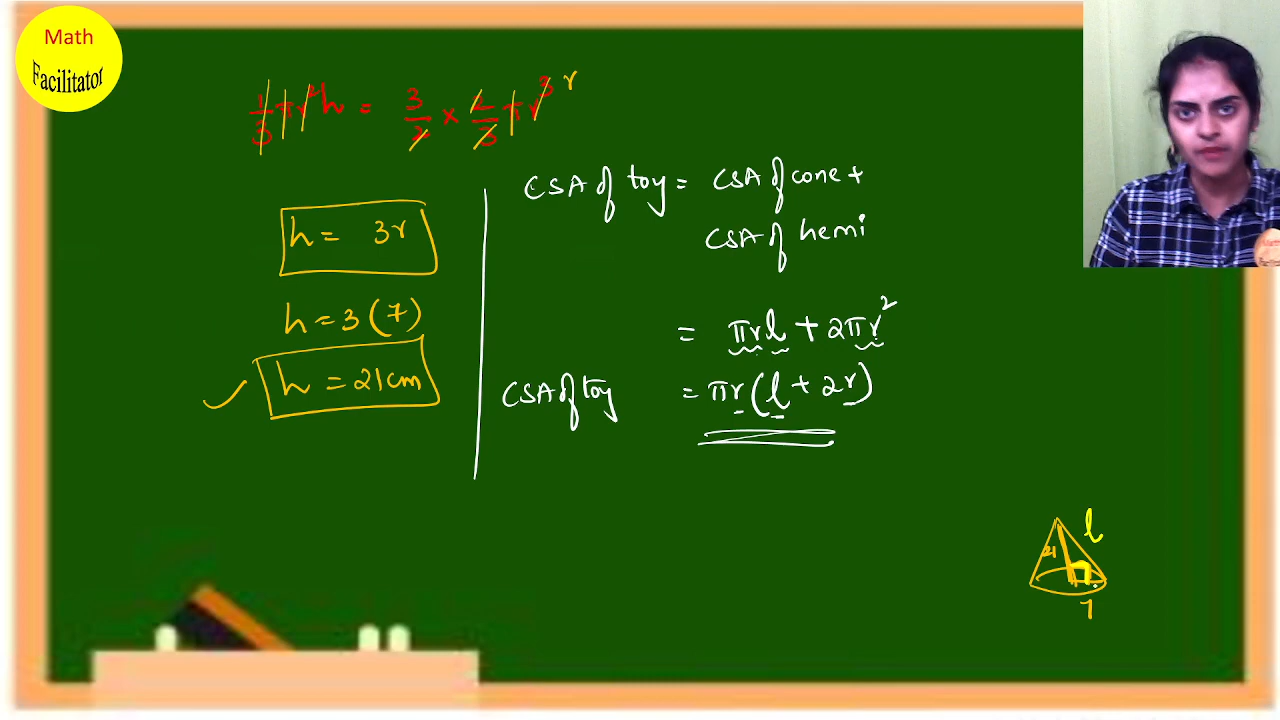 Math
Facilitator
1/3 πr²h = 3/2 × 2/3 πr³ r
h = 3r
h = 3(7)
h = 21cm
CSA of toy = CSA of cone +
CSA of hemi
= πrl + 2πr²
CSA of toy = πr(l + 2r)
l
21
7